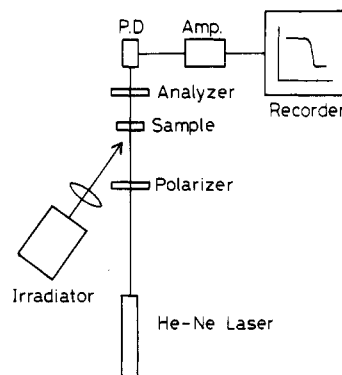 P.D
Amp.
Analyzer
Recorder
Sample
Polarizer
Irradiator
He-Ne Laser